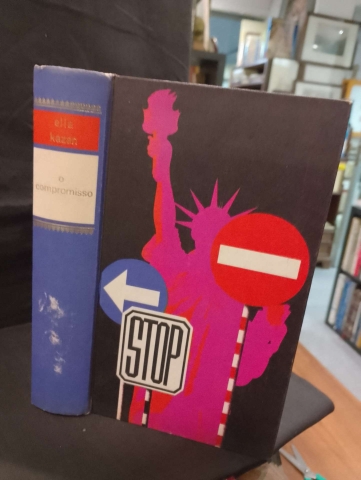 elia
kazan
o
compromisso
STOP